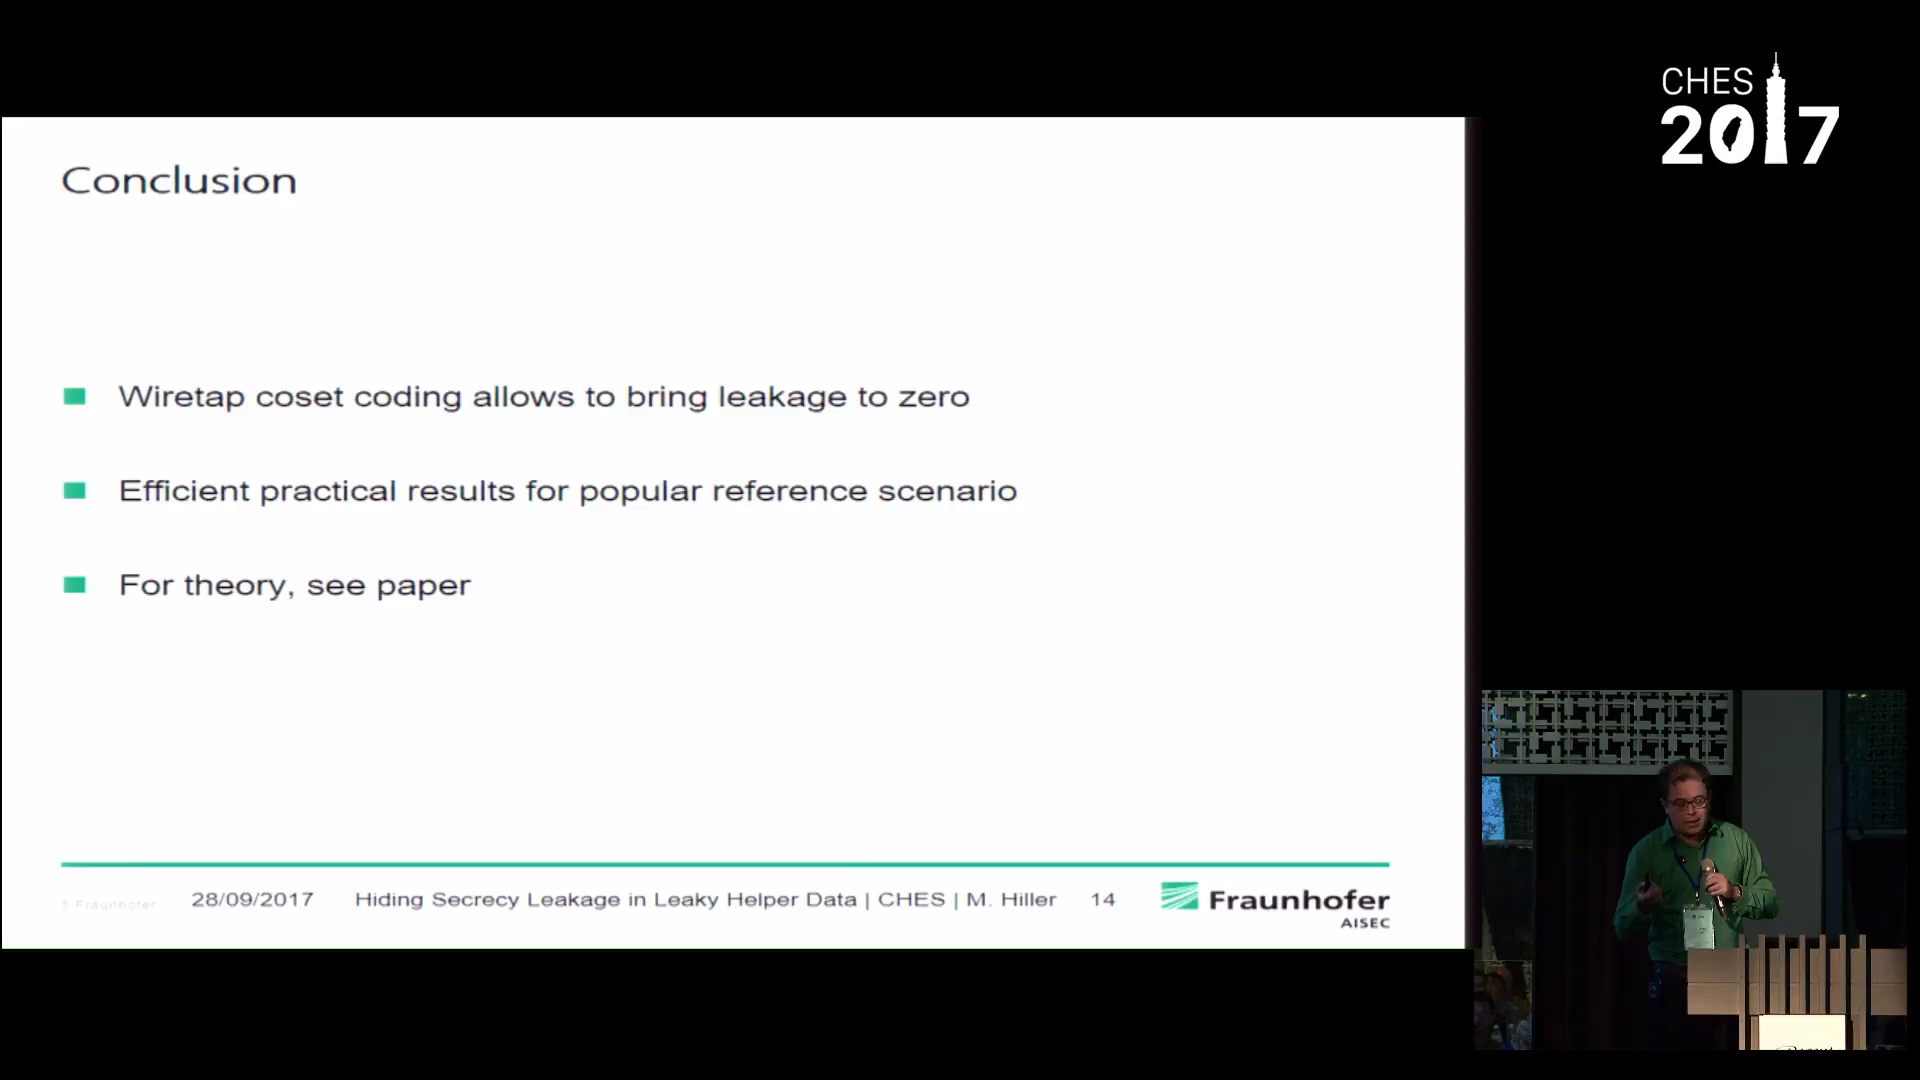 CHES
2017
Conclusion
Wiretap coset coding allows to bring leakage to zero
Efficient practical results for popular reference scenario
For theory, see paper
© Fraunhofer
28/09/2017 Hiding Secrecy Leakage in Leaky Helper Data | CHES | M. Hiller 14
Fraunhofer
AISEC